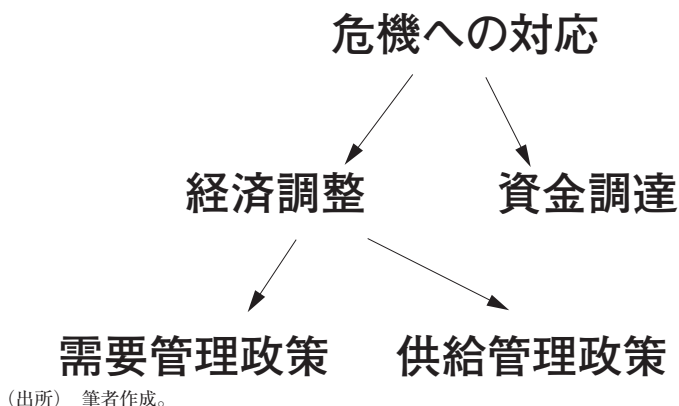 危機への対応
経済調整 資金調達
需要管理政策 供給管理政策
（出所） 筆者作成。